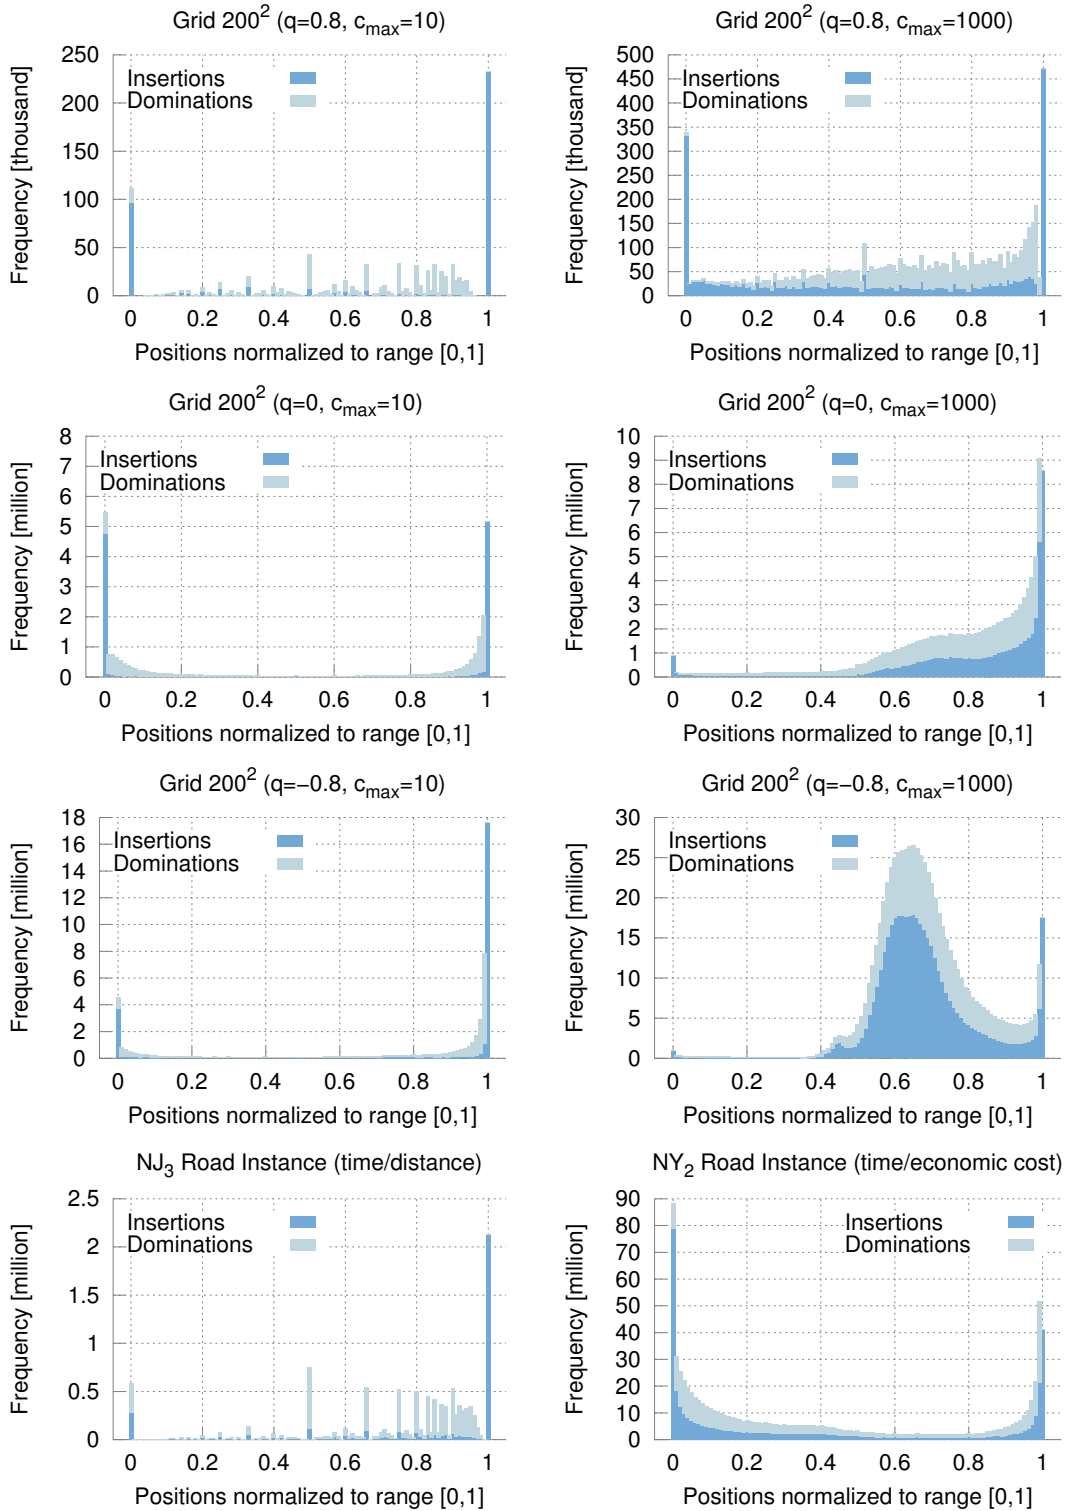 Grid 200² (q=0.8, c_max=10)
Frequency [thousand]
250
200
150
100
50
0
Insertions
Dominations
0 0.2 0.4 0.6 0.8 1
Positions normalized to range [0,1]
Grid 200² (q=0.8, c_max=1000)
Frequency [thousand]
500
450
400
350
300
250
200
150
100
50
0
Insertions
Dominations
0 0.2 0.4 0.6 0.8 1
Positions normalized to range [0,1]
Grid 200² (q=0, c_max=10)
Frequency [million]
8
7
6
5
4
3
2
1
0
Insertions
Dominations
0 0.2 0.4 0.6 0.8 1
Positions normalized to range [0,1]
Grid 200² (q=0, c_max=1000)
Frequency [million]
10
9
8
7
6
5
4
3
2
1
0
Insertions
Dominations
0 0.2 0.4 0.6 0.8 1
Positions normalized to range [0,1]
Grid 200² (q=−0.8, c_max=10)
Frequency [million]
18
16
14
12
10
8
6
4
2
0
Insertions
Dominations
0 0.2 0.4 0.6 0.8 1
Positions normalized to range [0,1]
Grid 200² (q=−0.8, c_max=1000)
Frequency [million]
30
25
20
15
10
5
0
Insertions
Dominations
0 0.2 0.4 0.6 0.8 1
Positions normalized to range [0,1]
NJ₃ Road Instance (time/distance)
Frequency [million]
2.5
2
1.5
1
0.5
0
Insertions
Dominations
0 0.2 0.4 0.6 0.8 1
Positions normalized to range [0,1]
NY₂ Road Instance (time/economic cost)
Frequency [million]
90
80
70
60
50
40
30
20
10
0
Insertions
Dominations
0 0.2 0.4 0.6 0.8 1
Positions normalized to range [0,1]